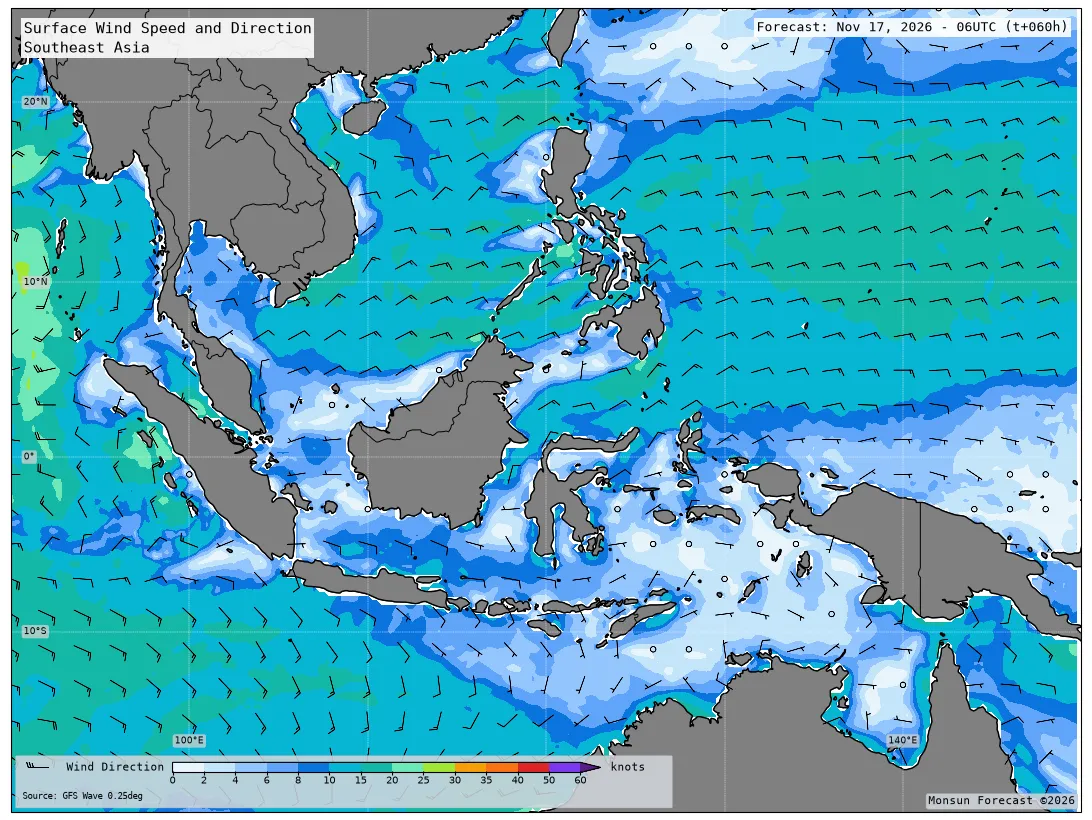 Surface Wind Speed and Direction
Southeast Asia
Forecast: Nov 17, 2026 - 06UTC (t+060h)
20°N
10°N
0°
10°S
100°E
140°E
Wind Direction
0 2 4 6 8 10 15 20 25 30 35 40 50 60
knots
Source: GFS Wave 0.25deg
Monsun Forecast ©2026